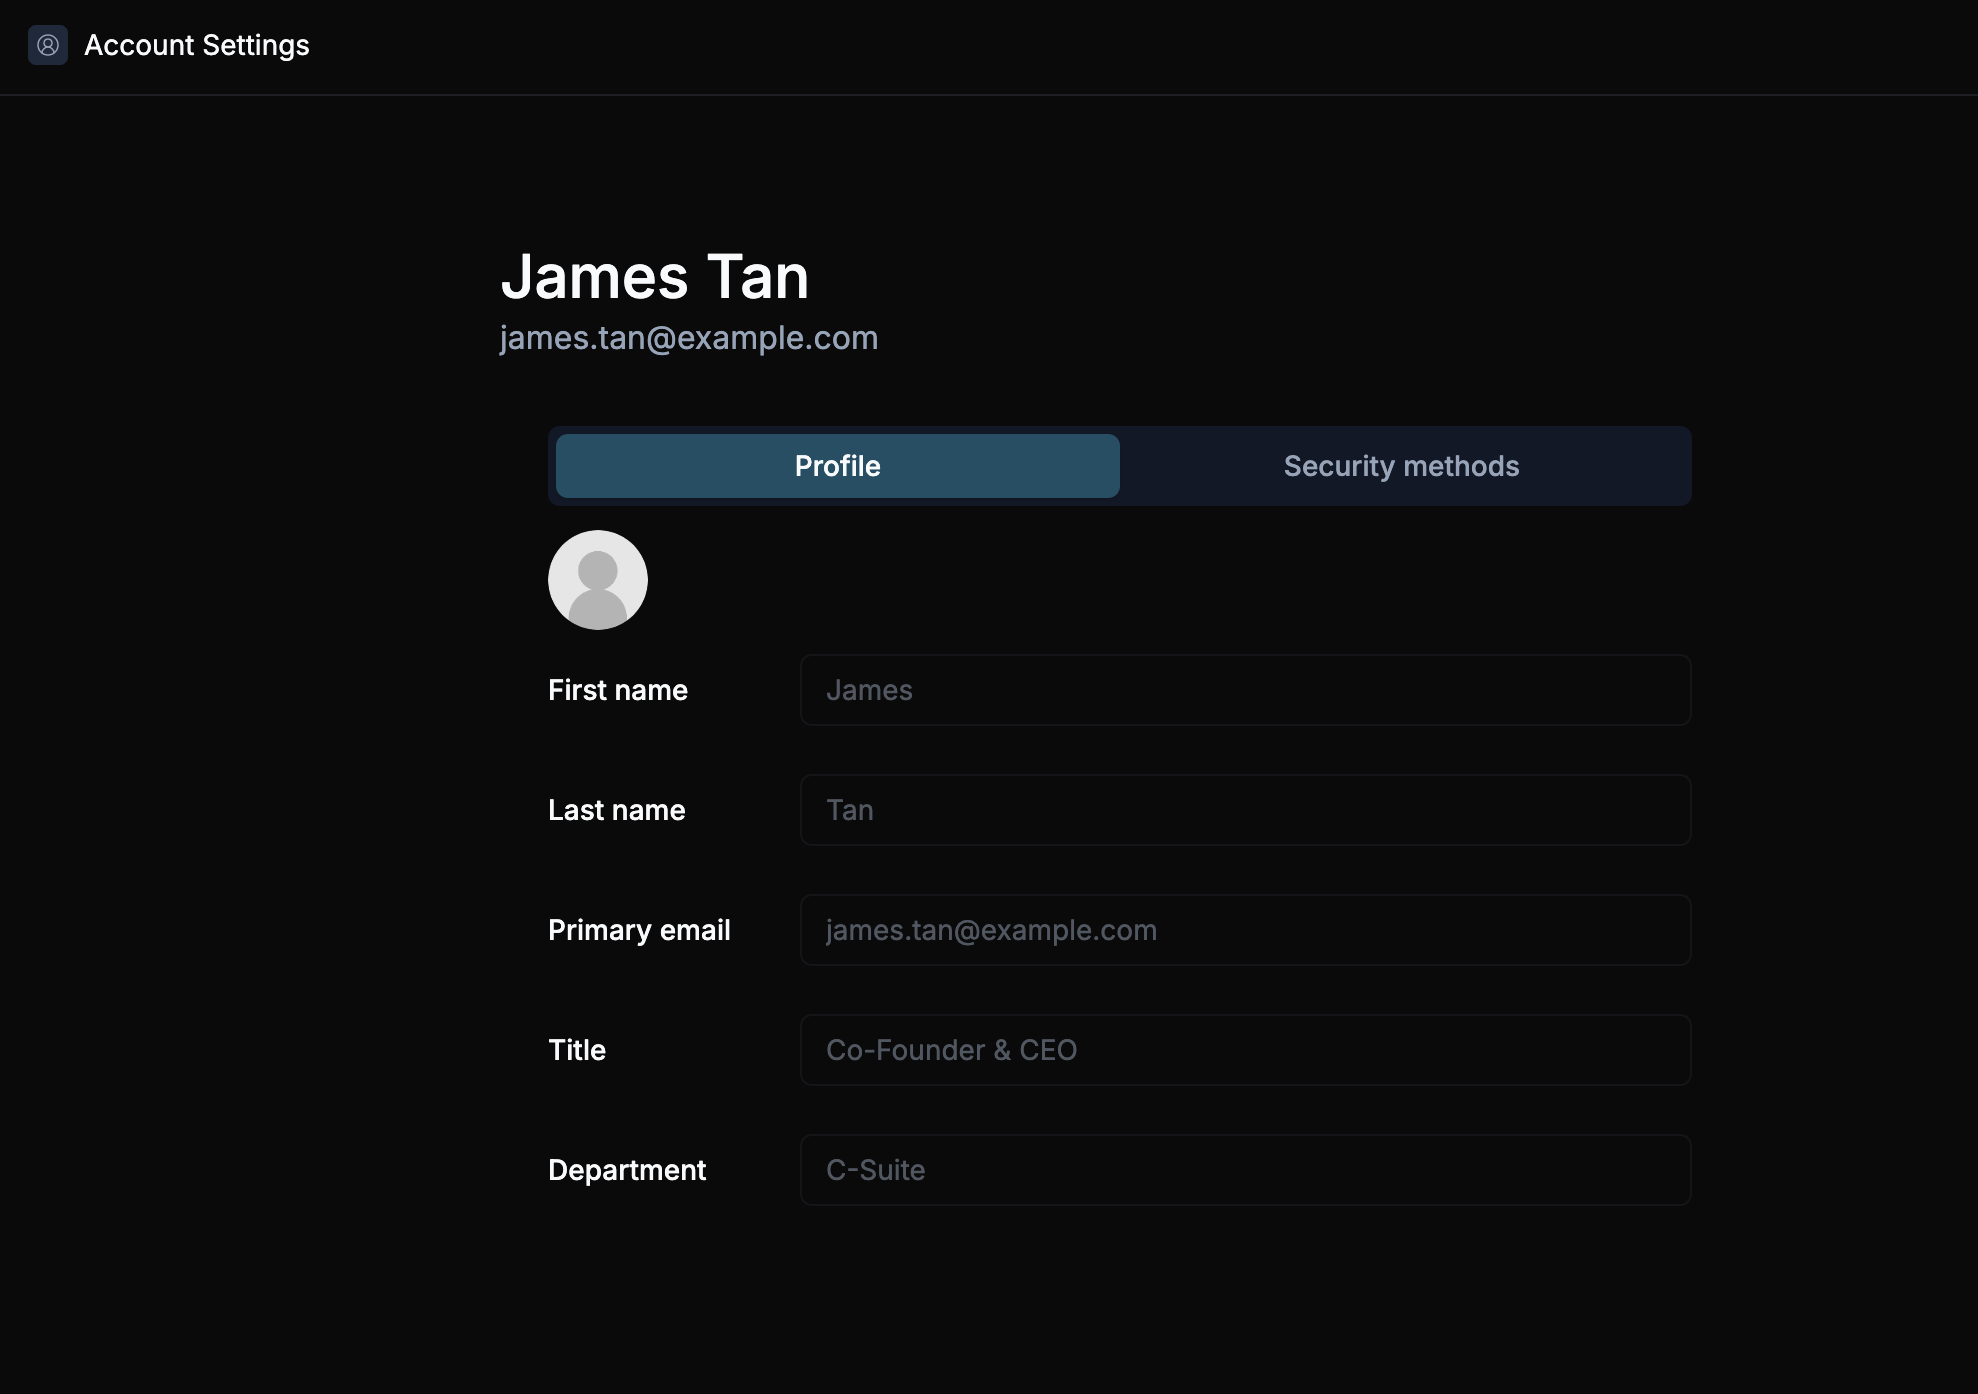 Account Settings
James Tan
james.tan@example.com
Profile
Security methods
First name
James
Last name
Tan
Primary email
james.tan@example.com
Title
Co-Founder & CEO
Department
C-Suite